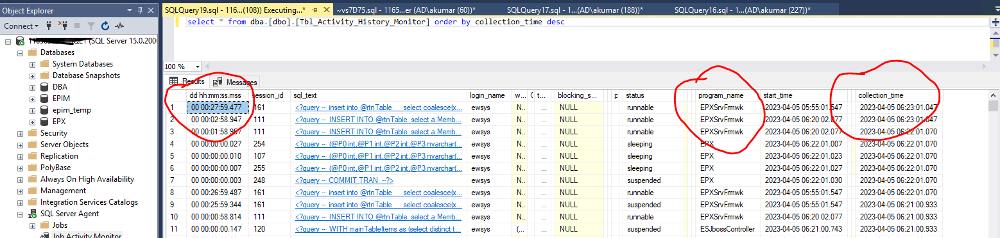 Object Explorer
SQLQuery19.sql - 116...(108)) Executing...*
~vs7D75.sql - 1165...er (AD\akumar (60))*
SQLQuery17.sql - 1...(AD\akumar (188))*
SQLQuery16.sql - 1...(AD\akumar (227))*
Connect
select * from dba.[dbo].[Tbl_Activity_History_Monitor] order by collection_time desc
(SQL Server 15.0.200
Databases
System Databases
Database Snapshots
DBA
EPIM
epim_temp
EPX
Security
Server Objects
Replication
PolyBase
Always On High Availability
Management
Integration Services Catalogs
SQL Server Agent
Jobs
Job Activity Monitor
100 %
Results Messages
dd hh:mm:ss.mss session_id sql_text login_name w... t... blocking_s... p status program_name start_time collection_time
1 00 00:27:59.477 161 <?query -- insert into @rtnTable select coalesce(x... ewsys N.. ... NULL runnable EPXSrvFmwk 2023-04-05 05:55:01.547 2023-04-05 06:23:01.047
2 00 00:02:58.947 111 <?query -- INSERT INTO @rtnTable select a.Memb... ewsys N.. ... NULL runnable EPXSrvFmwk 2023-04-05 06:20:02.077 2023-04-05 06:23:01.047
3 00 00:01:58.95 111 <?query -- INSERT INTO @rtnTable select a.Memb... ewsys N.. ... NULL runnable EPXSrvFmwk 2023-04-05 06:20:02.077 2023-04-05 06:22:01.070
4 00 00:00:00.027 254 <?query -- (@P0 int,@P1 int,@P2 int,@P3 nvarchar(... ewsys N.. ... NULL sleeping EPX 2023-04-05 06:22:01.007 2023-04-05 06:22:01.070
5 00 00:00:00.010 107 <?query -- (@P0 int,@P1 int,@P2 int,@P3 nvarchar(... ewsys N.. ... NULL sleeping EPX 2023-04-05 06:22:01.023 2023-04-05 06:22:01.070
6 00 00:00:00.007 255 <?query -- (@P0 int,@P1 int,@P2 int,@P3 nvarchar(... ewsys N.. ... NULL sleeping EPX 2023-04-05 06:22:01.027 2023-04-05 06:22:01.070
7 00 00:00:00.003 248 <?query -- COMMIT TRAN --?> ewsys N.. ... NULL suspended EPX 2023-04-05 06:22:01.030 2023-04-05 06:22:01.070
8 00 00:26:59.487 161 <?query -- insert into @rtnTable select coalesce(x... ewsys N.. ... NULL runnable EPXSrvFmwk 2023-04-05 05:55:01.547 2023-04-05 06:22:01.070
9 00 00:25:59.344 161 <?query -- insert into @rtnTable select coalesce(x... ewsys N.. ... NULL suspended EPXSrvFmwk 2023-04-05 05:55:01.547 2023-04-05 06:21:00.933
10 00 00:00:58.814 111 <?query -- INSERT INTO @rtnTable select a.Memb... ewsys N.. ... NULL runnable EPXSrvFmwk 2023-04-05 06:20:02.077 2023-04-05 06:21:00.933
11 00 00:00:00.147 120 <?query -- WITH mainTableItems as (select distinct t... ewsys (... ... NULL suspended ESJbossController 2023-04-05 06:21:00.743 2023-04-05 06:21:00.933